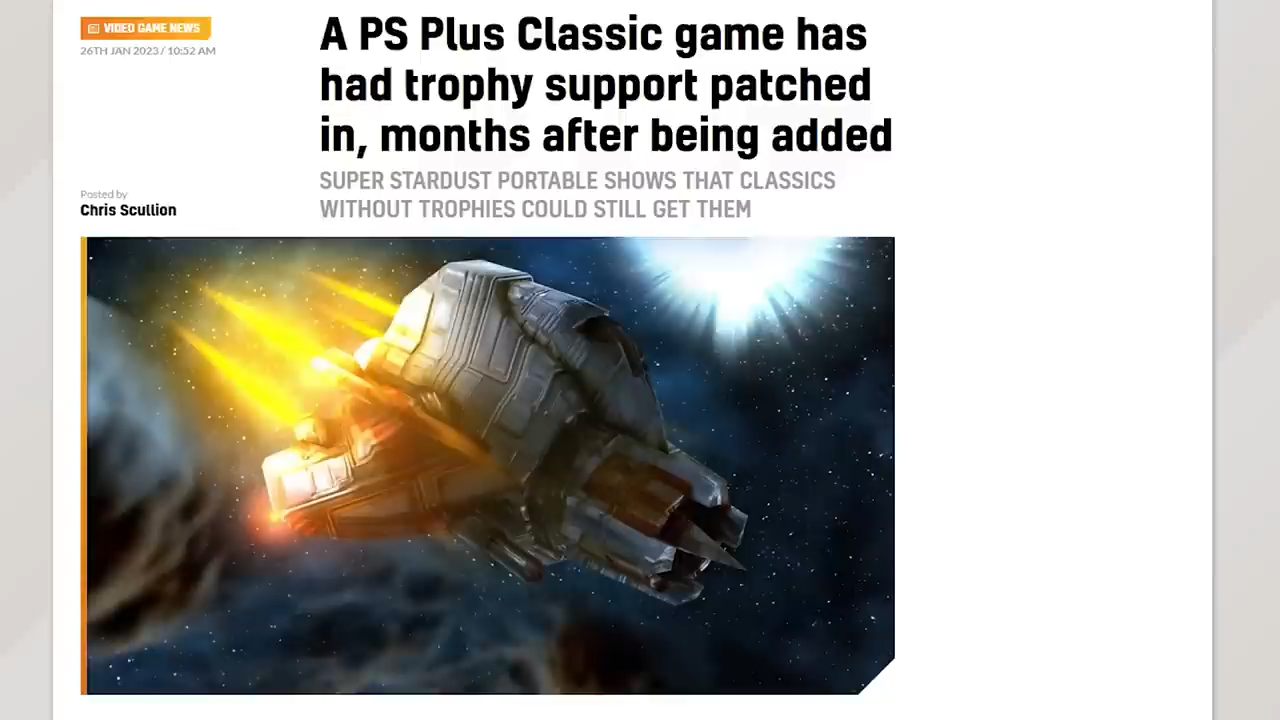 VIDEO GAME NEWS
26TH JAN 2023 / 10:52 AM
A PS Plus Classic game has
had trophy support patched
in, months after being added
SUPER STARDUST PORTABLE SHOWS THAT CLASSICS
WITHOUT TROPHIES COULD STILL GET THEM
Posted by
Chris Scullion